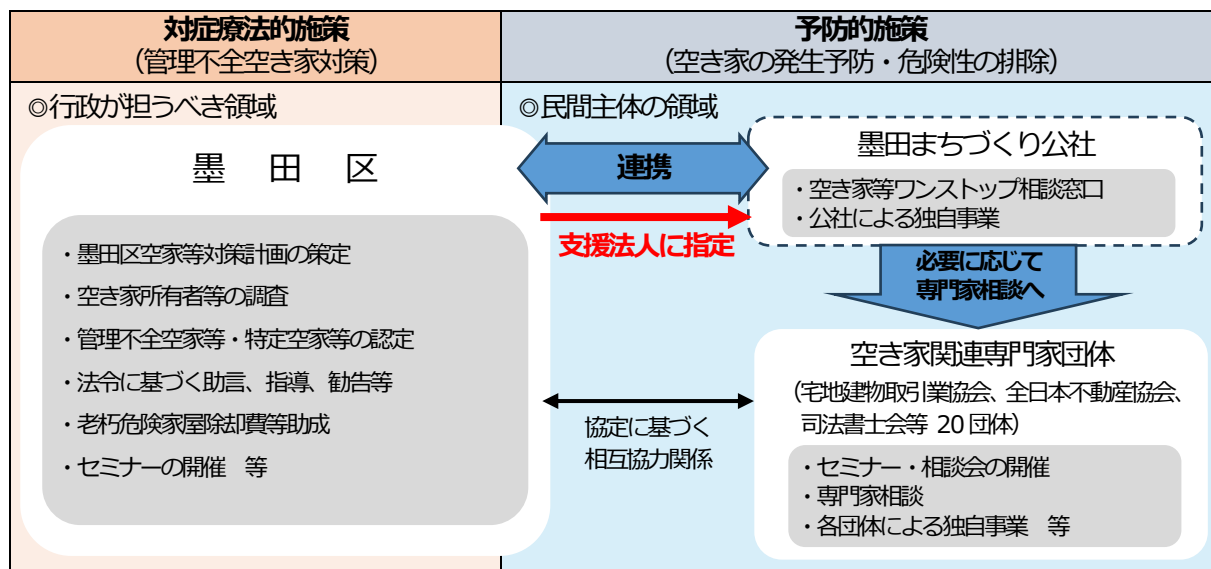 対症療法的施策
（管理不全空き家対策）
予防的施策
（空き家の発生予防・危険性の排除）
◎行政が担うべき領域
墨　田　区
・墨田区空家等対策計画の策定
・空き家所有者等の調査
・管理不全空家等・特定空家等の認定
・法令に基づく助言、指導、勧告等
・老朽危険家屋除却費等助成
・セミナーの開催　等
◎民間主体の領域
連携
支援法人に指定
墨田まちづくり公社
・空き家等ワンストップ相談窓口
・公社による独自事業
必要に応じて
専門家相談へ
協定に基づく
相互協力関係
空き家関連専門家団体
（宅地建物取引業協会、全日本不動産協会、
司法書士会等 20 団体）
・セミナー・相談会の開催
・専門家相談
・各団体による独自事業　等